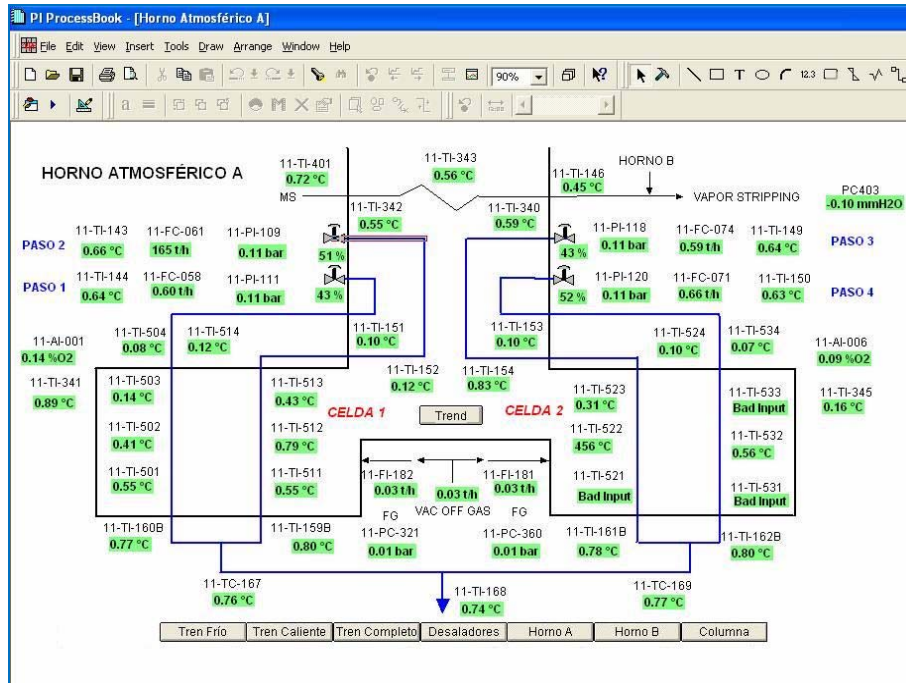 PI ProcessBook - [Horno Atmosférico A]
File Edit View Insert Tools Draw Arrange Window Help
90%
T
12.3
a
HORNO ATMOSFÉRICO A
11-TI-401
0.72 °C
MS
11-TI-343
0.56 °C
11-TI-146
0.45 °C
HORNO B
VAPOR STRIPPING
PC403
-0.10 mmH2O
11-TI-342
0.55 °C
11-TI-340
0.59 °C
PASO 2
11-TI-143
0.66 °C
11-FC-061
165 t/h
11-PI-109
0.11 bar
51 %
43 %
11-PI-118
0.11 bar
11-FC-074
0.59 t/h
11-TI-149
0.64 °C
PASO 3
PASO 1
11-TI-144
0.64 °C
11-FC-058
0.60 t/h
11-PI-111
0.11 bar
43 %
52 %
11-PI-120
0.11 bar
11-FC-071
0.66 t/h
11-TI-150
0.63 °C
PASO 4
11-AI-001
0.14 %O2
11-TI-504
0.08 °C
11-TI-514
0.12 °C
11-TI-151
0.10 °C
11-TI-153
0.10 °C
11-TI-524
0.10 °C
11-TI-534
0.07 °C
11-AI-006
0.09 %O2
11-TI-341
0.89 °C
11-TI-503
0.14 °C
11-TI-513
0.43 °C
11-TI-152
0.12 °C
11-TI-154
0.83 °C
11-TI-523
0.31 °C
11-TI-533
Bad Input
11-TI-345
0.16 °C
CELDA 1
Trend
CELDA 2
11-TI-502
0.41 °C
11-TI-512
0.79 °C
11-TI-522
456 °C
11-TI-532
0.56 °C
11-TI-501
0.55 °C
11-TI-511
0.55 °C
11-FI-182
0.03 t/h
FG
0.03 t/h
VAC OFF GAS
11-FI-181
0.03 t/h
FG
11-TI-521
Bad Input
11-TI-531
Bad Input
11-TI-160B
0.77 °C
11-TI-159B
0.80 °C
11-PC-321
0.01 bar
11-PC-360
0.01 bar
11-TI-161B
0.78 °C
11-TI-162B
0.80 °C
11-TC-167
0.76 °C
11-TI-168
0.74 °C
11-TC-169
0.77 °C
Tren Frío
Tren Caliente
Tren Completo
Desaladores
Horno A
Horno B
Columna